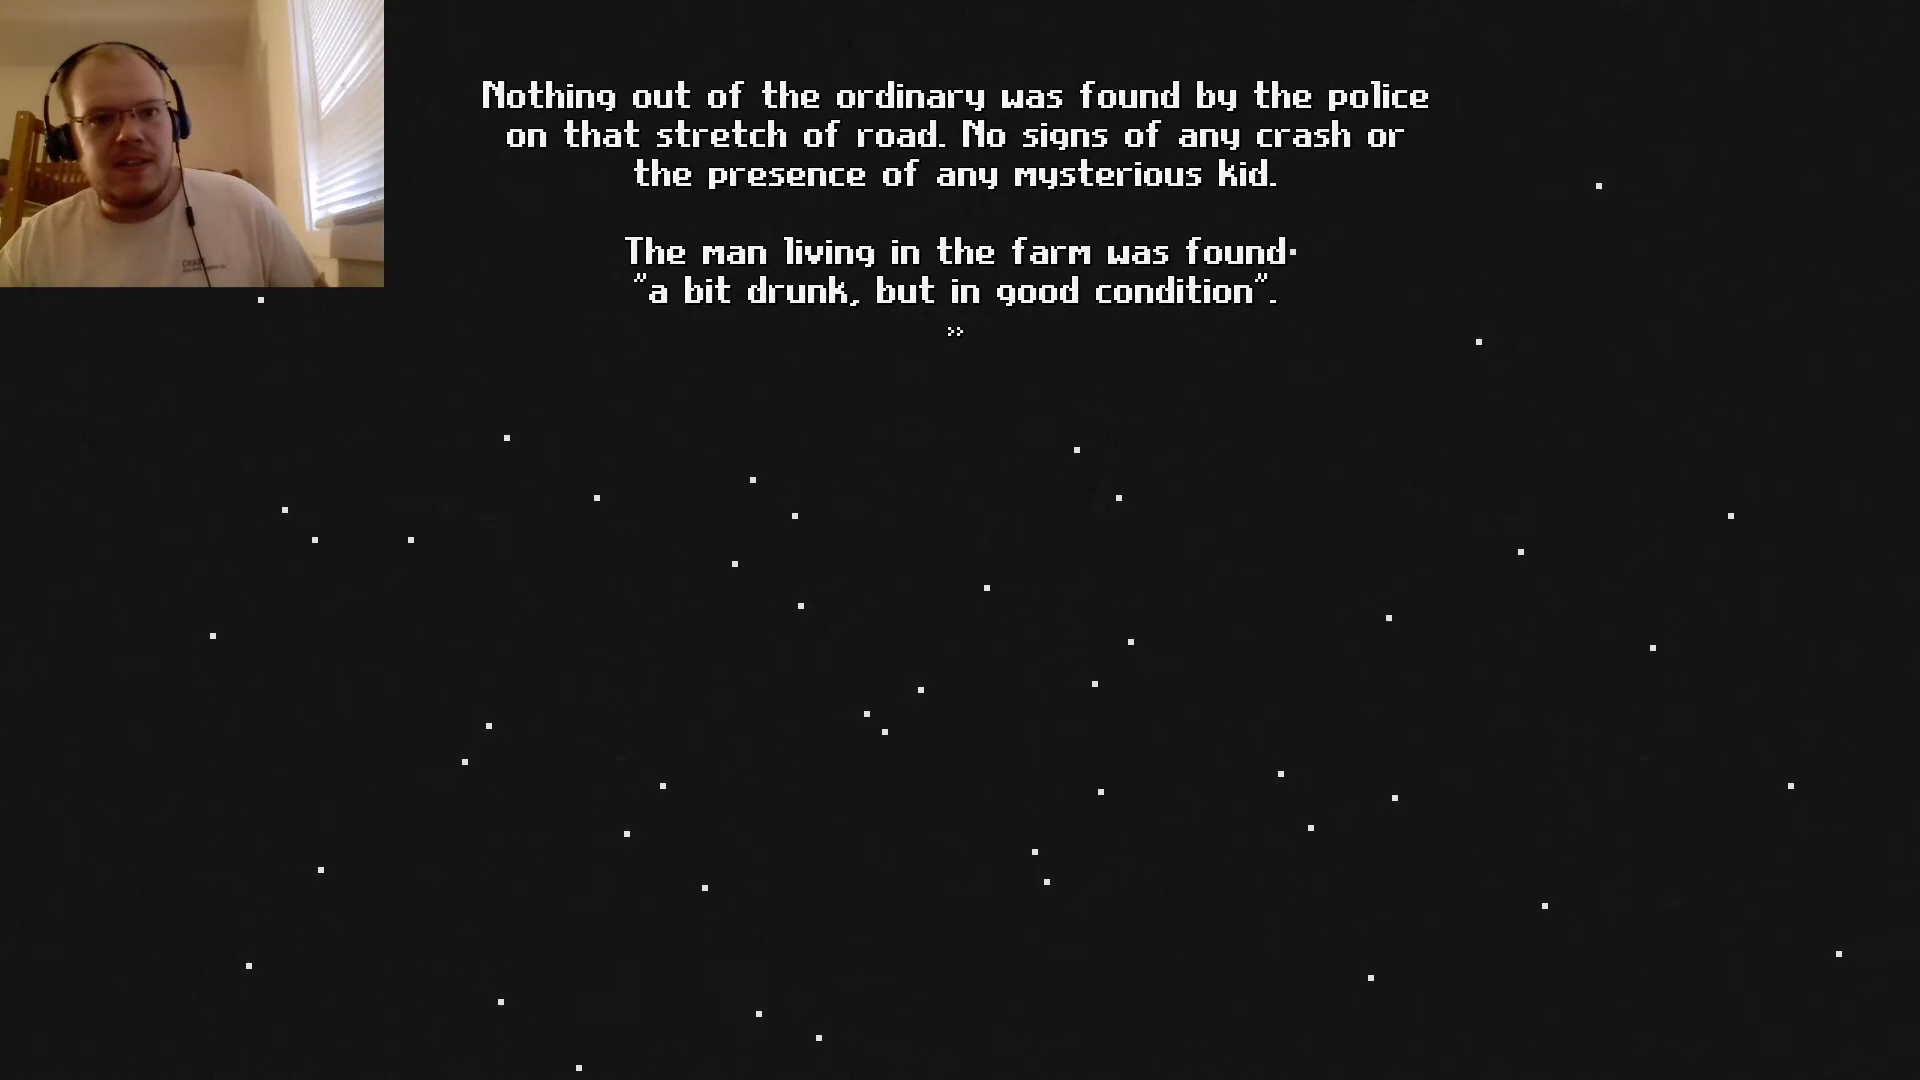 Nothing out of the ordinary was found by the police
on that stretch of road. No signs of any crash or
the presence of any mysterious kid.
The man living in the farm was found·
"a bit drunk, but in good condition".
»